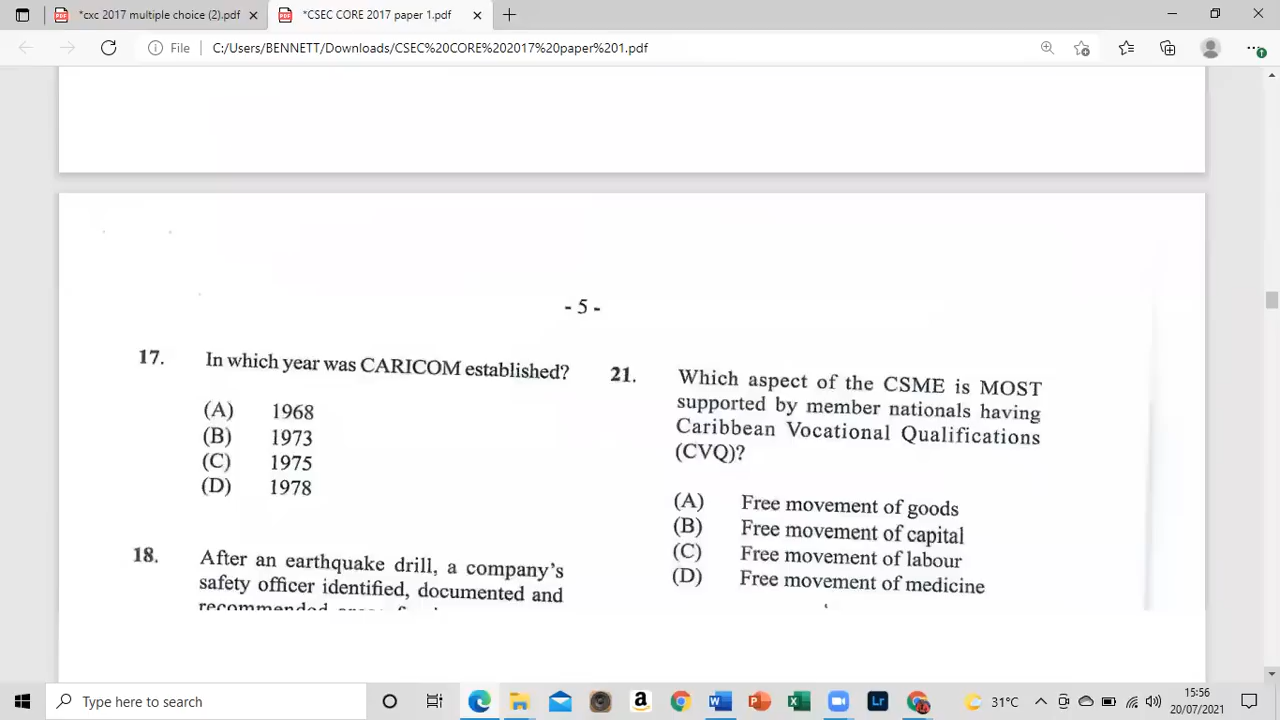 *cxc 2017 multiple choice (2).pdf
*CSEC CORE 2017 paper 1.pdf
File
C:/Users/BENNETT/Downloads/CSEC%20CORE%202017%20paper%201.pdf
- 5 -
17. In which year was CARICOM established?
(A) 1968
(B) 1973
(C) 1975
(D) 1978
18. After an earthquake drill, a company's
safety officer identified, documented and
recommended
21. Which aspect of the CSME is MOST
supported by member nationals having
Caribbean Vocational Qualifications
(CVQ)?
(A) Free movement of goods
(B) Free movement of capital
(C) Free movement of labour
(D) Free movement of medicine
Type here to search
31°C
15:56
20/07/2021